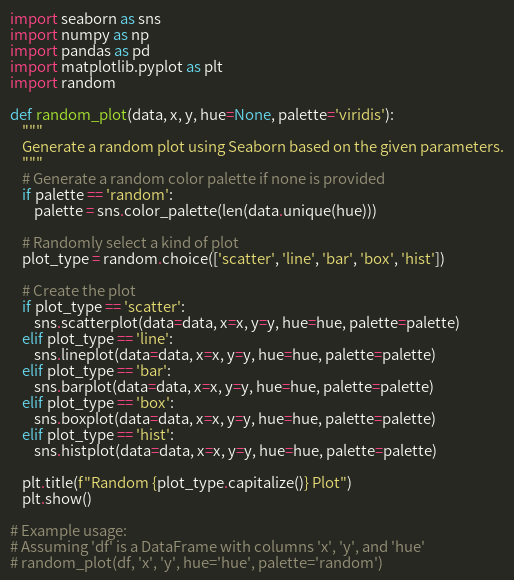 import seaborn as sns
import numpy as np
import pandas as pd
import matplotlib.pyplot as plt
import random

def random_plot(data, x, y, hue=None, palette='viridis'):
    """
    Generate a random plot using Seaborn based on the given parameters.
    """
    # Generate a random color palette if none is provided
    if palette == 'random':
        palette = sns.color_palette(len(data.unique(hue)))

    # Randomly select a kind of plot
    plot_type = random.choice(['scatter', 'line', 'bar', 'box', 'hist'])

    # Create the plot
    if plot_type == 'scatter':
        sns.scatterplot(data=data, x=x, y=y, hue=hue, palette=palette)
    elif plot_type == 'line':
        sns.lineplot(data=data, x=x, y=y, hue=hue, palette=palette)
    elif plot_type == 'bar':
        sns.barplot(data=data, x=x, y=y, hue=hue, palette=palette)
    elif plot_type == 'box':
        sns.boxplot(data=data, x=x, y=y, hue=hue, palette=palette)
    elif plot_type == 'hist':
        sns.histplot(data=data, x=x, y=y, hue=hue, palette=palette)

    plt.title(f"Random {plot_type.capitalize()} Plot")
    plt.show()

# Example usage:
# Assuming 'df' is a DataFrame with columns 'x', 'y', and 'hue'
# random_plot(df, 'x', 'y', hue='hue', palette='random')